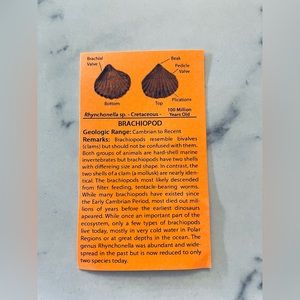 Brachial Valve
Beak
Pedicle Valve
Bottom
Top
Plications
Rhynchonella sp. - Cretaceous -
100 Million Years Old
BRACHIOPOD
Geologic Range: Cambrian to Recent
Remarks: Brachiopods resemble bivalves
(clams) but should not be confused with them.
Both groups of animals are hard-shell marine
invertebrates but brachiopods have two shells
with differing size and shape. In contrast, the
two shells of a clam (a mollusk) are nearly iden-
tical. The brachiopods most likely descended
from filter feeding, tentacle-bearing worms.
While many brachiopods have existed since
the Early Cambrian Period, most died out mil-
lions of years before the earliest dinosaurs
appeared. While once an important part of the
ecosystem, only a few types of brachiopods
live today, mostly in very cold water in Polar
Regions or at great depths in the ocean. The
genus Rhynchonella was abundant and wide-
spread in the past but is now reduced to only
two species today.